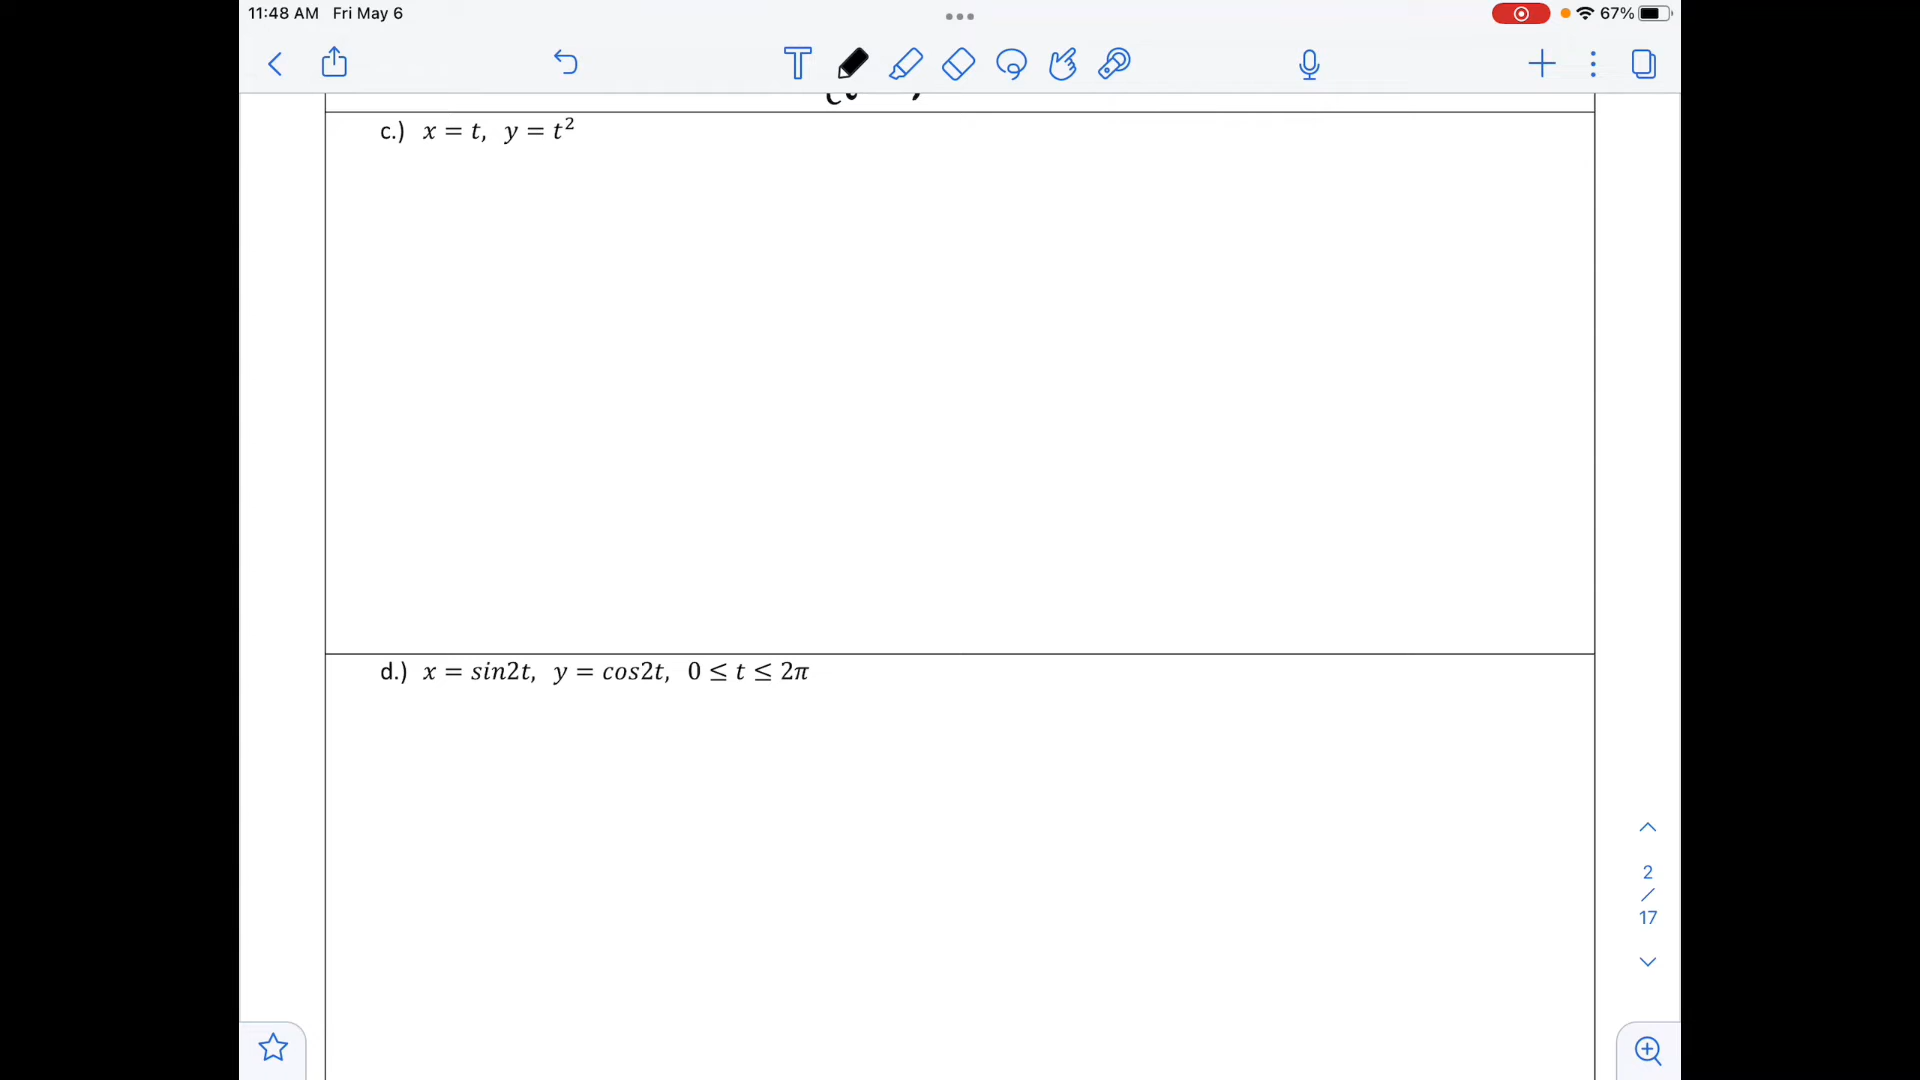 11:48 AM Fri May 6
67%
T
c.) x = t, y = t²
d.) x = sin2t, y = cos2t, 0 ≤ t ≤ 2π
2
/
17